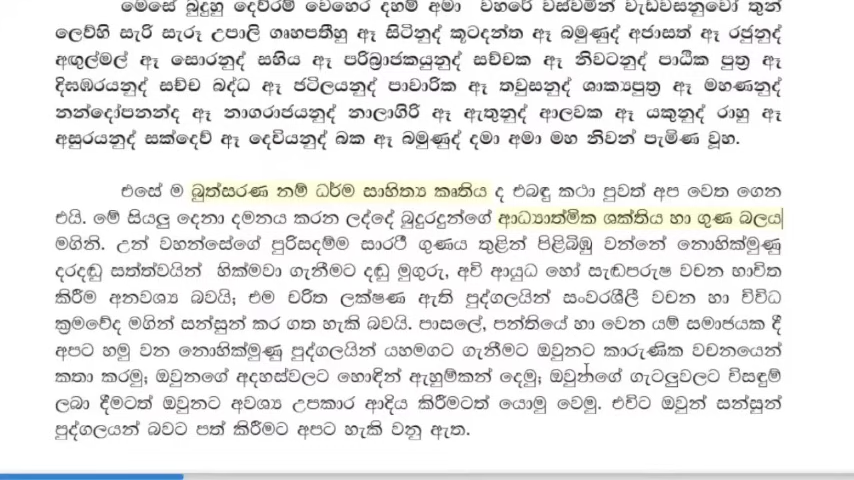 මෙසේ බුදුහු දෙව්රම් වෙහෙර දහම් අමා වහරේ වස්වමින් වැඩවසනුවෝ තුන්
ලෙව්හි සැරි සැරූ උපාලි ගෘහපතිහු ඈ සිටිනුද් කූටදන්ත ඈ බමුණුද් අජාසත් ඈ රජුනුද්
අඟුල්මල් ඈ සොරනුද් සභිය ඈ පරිබ්‍රාජකයුනුද් සච්චක ඈ නිවටනුද් පාඨික පුත්‍ර ඈ
දිගඹරයනුද් සච්ච බද්ධ ඈ ජටිලයනුද් පාවාරික ඈ තවුසනුද් ශාක්‍යපුත්‍ර ඈ මහණනුද්
නන්දෝපනන්ද ඈ නාගරාජයනුද් නාලාගිරි ඈ ඇතුනුද් ආලවක ඈ යකුනුද් රාහු ඈ
අසුරයනුද් සක්දෙව් ඈ දෙවියනුද් බක ඈ බමුණුද් දමා අමා මහ නිවන් පැමිණ වූහ.
එසේ ම බුත්සරණ නම් ධර්ම සාහිත්‍ය කෘතිය ද එබඳු කථා පුවත් අප වෙත ගෙන
එයි. මේ සියලු දෙනා දමනය කරන ලද්දේ බුදුරදුන්ගේ ආධ්‍යාත්මික ශක්තිය හා ගුණ බලය
මගිනි. උන් වහන්සේගේ පුරිසදම්ම සාරථී ගුණය තුළින් පිළිබිඹු වන්නේ නොහික්මුණු
දරදඬු සත්ත්වයින් හික්මවා ගැනීමට දඬු මුගුරු, අවි ආයුධ හෝ සැඬපරුෂ වචන භාවිත
කිරීම අනවශ්‍ය බවයි; එම චරිත ලක්ෂණ ඇති පුද්ගලයින් සංවරශීලී වචන හා විවිධ
ක්‍රමවේද මගින් සන්සුන් කර ගත හැකි බවයි. පාසලේ, පන්තියේ හා වෙන යම් සමාජයක දී
අපට හමු වන නොහික්මුණු පුද්ගලයින් යහමගට ගැනීමට ඔවුනට කාරුණික වචනයෙන්
කතා කරමු; ඔවුනගේ අදහස්වලට හොඳින් ඇහුම්කන් දෙමු; ඔවුන්ගේ ගැටලුවලට විසඳුම්
ලබා දීමටත් ඔවුනට අවශ්‍ය උපකාර ආදිය කිරීමටත් යොමු වෙමු. එවිට ඔවුන් සන්සුන්
පුද්ගලයන් බවට පත් කිරීමට අපට හැකි වනු ඇත.